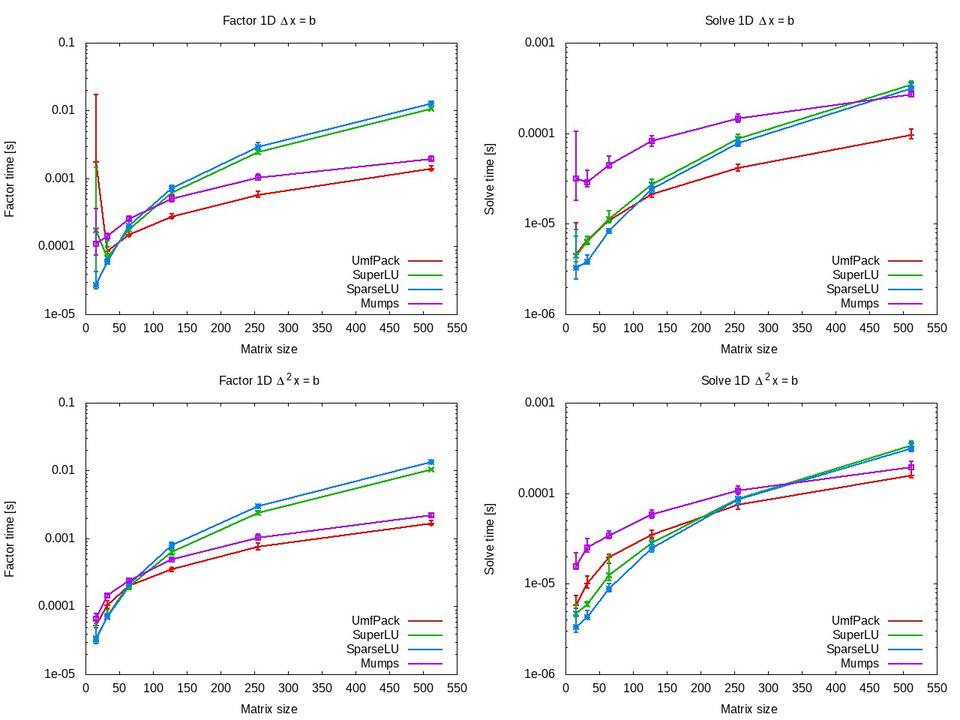 Factor 1D Δ x = b
0.1
0.01
0.001
0.0001
1e-05
Factor time [s]
UmfPack
SuperLU
SparseLU
Mumps
0 50 100 150 200 250 300 350 400 450 500 550
Matrix size
Solve 1D Δ x = b
0.001
0.0001
1e-05
1e-06
Solve time [s]
UmfPack
SuperLU
SparseLU
Mumps
0 50 100 150 200 250 300 350 400 450 500 550
Matrix size
Factor 1D Δ² x = b
0.1
0.01
0.001
0.0001
1e-05
Factor time [s]
UmfPack
SuperLU
SparseLU
Mumps
0 50 100 150 200 250 300 350 400 450 500 550
Matrix size
Solve 1D Δ² x = b
0.001
0.0001
1e-05
1e-06
Solve time [s]
UmfPack
SuperLU
SparseLU
Mumps
0 50 100 150 200 250 300 350 400 450 500 550
Matrix size